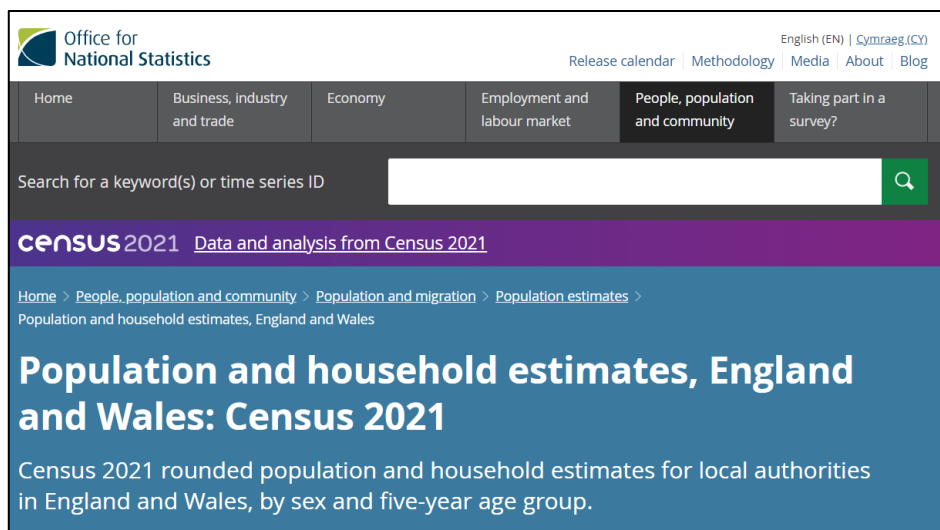 Office for
National Statistics
English (EN) | Cymraeg (CY)
Release calendar | Methodology | Media | About | Blog
Home
Business, industry
and trade
Economy
Employment and
labour market
People, population
and community
Taking part in a
survey?
Search for a keyword(s) or time series ID
census 2021 Data and analysis from Census 2021
Home > People, population and community > Population and migration > Population estimates >
Population and household estimates, England and Wales
Population and household estimates, England
and Wales: Census 2021
Census 2021 rounded population and household estimates for local authorities
in England and Wales, by sex and five-year age group.